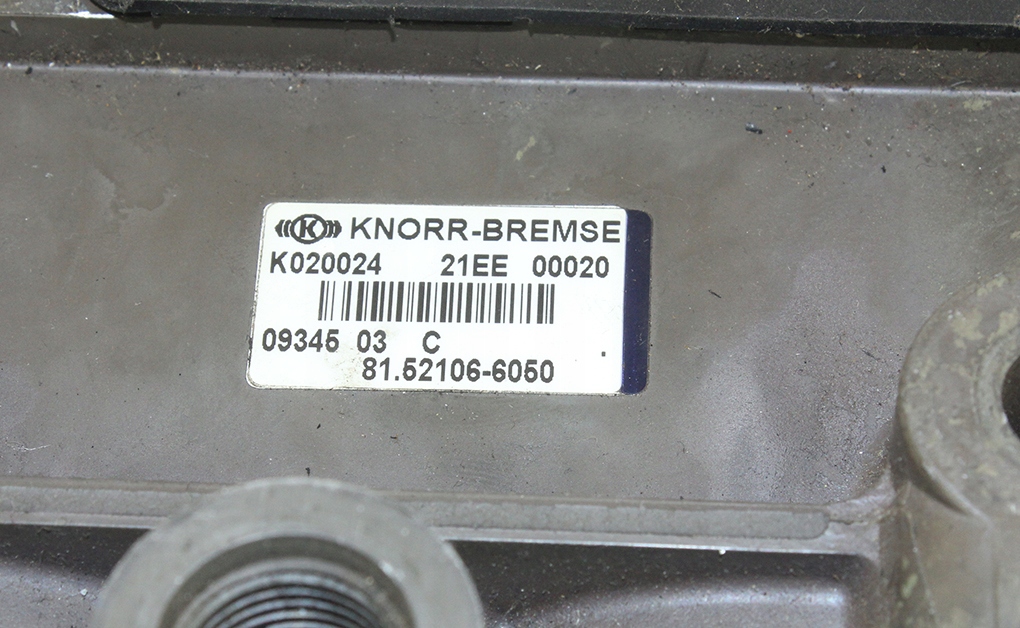 K KNORR-BREMSE
K020024 21EE 00020
09345 03 C
81.52106-6050